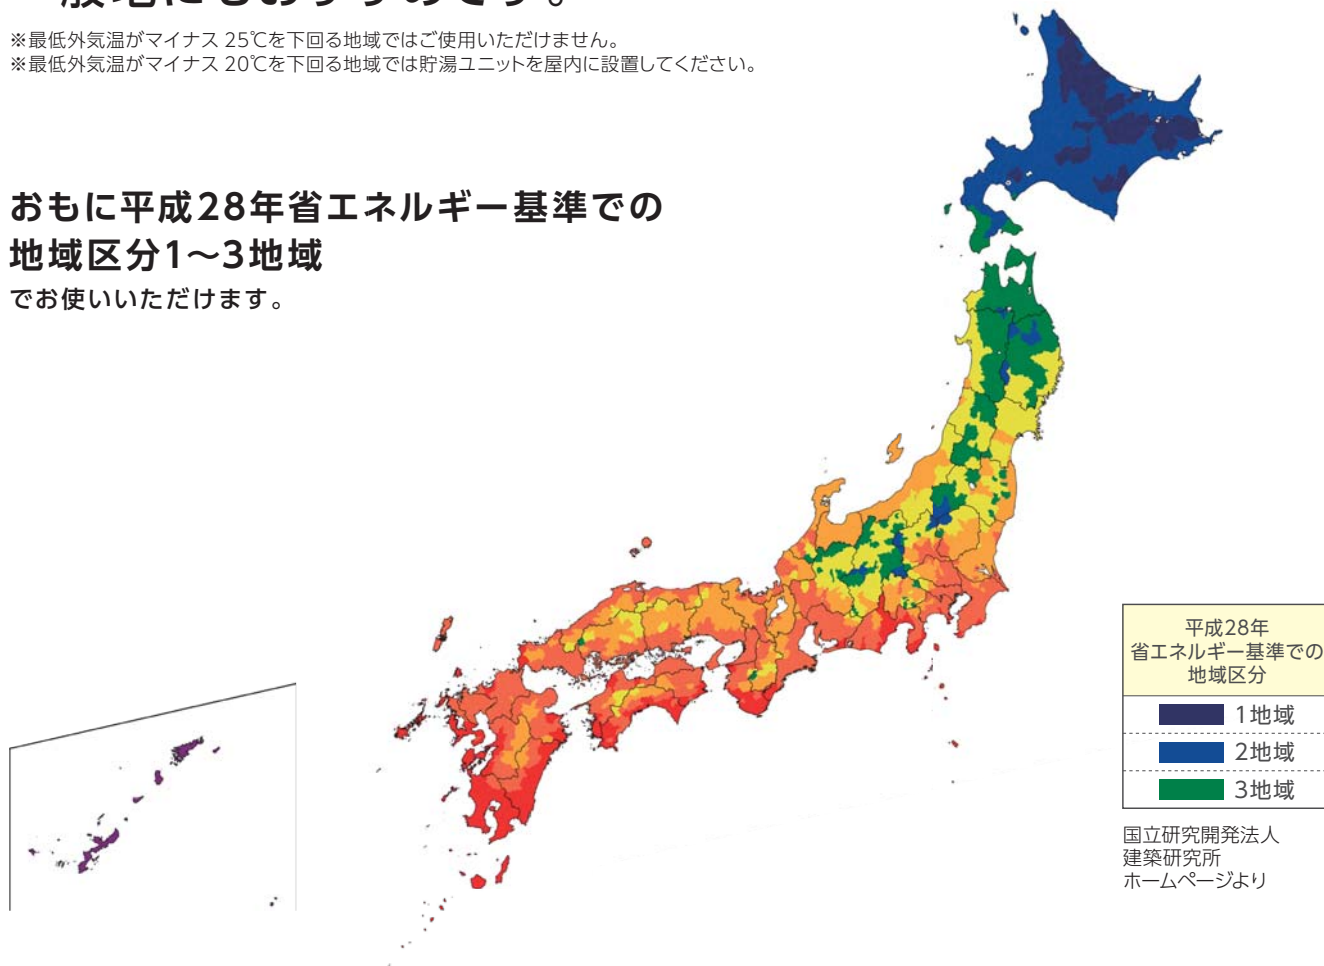 ※最低外気温がマイナス25℃を下回る地域ではご使用いただけません。
※最低外気温がマイナス20℃を下回る地域では貯湯ユニットを屋内に設置してください。
おもに平成28年省エネルギー基準での
地域区分1〜3地域
でお使いいただけます。
平成28年
省エネルギー基準での
地域区分
1地域
2地域
3地域
国立研究開発法人
建築研究所
ホームページより